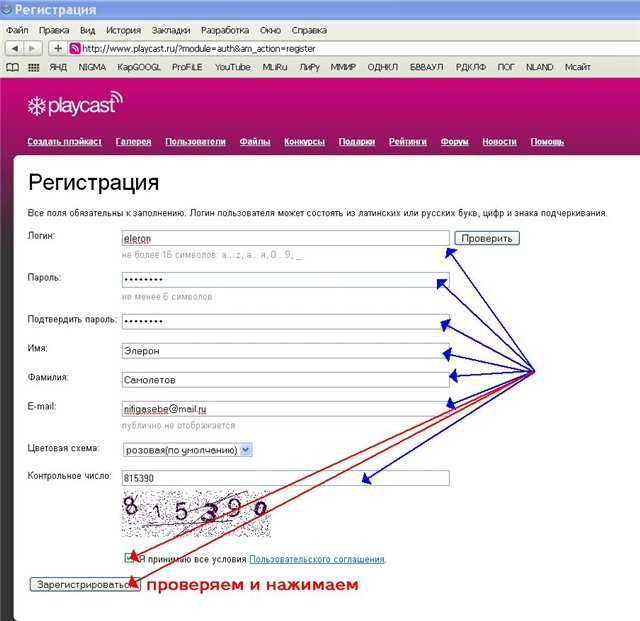 Регистрация
Файл Правка Вид История Закладки Разработка Окно Справка
http://www.playcast.ru/?module=auth&am_action=register
ЯНД NIGMA КарGOOGL ProFiLE YouTube MLiRu ЛиРу ММИР ОДНКЛ БВВАУЛ РДКЛФ ПОГ NLAND Мсайт
playcast
Создать плэйкаст Галерея Пользователи Файлы Конкурсы Подарки Рейтинги Форум Новости Помощь
Регистрация
Все поля обязательны к заполнению. Логин пользователя может состоять из латинских или русских букв, цифр и знака подчеркивания.
Логин: eleron Проверить
не более 16 символов: a...z, а...я, 0...9, _
Пароль: ••••••••
не менее 6 символов
Подтвердить пароль: ••••••••
Имя: Элерон
Фамилия: Самолетов
E-mail: nifigasebe@mail.ru
публично не отображается
Цветовая схема: розовая(по умолчанию)
Контрольное число: 815390
815390
Я принимаю все условия Пользовательского соглашения.
Зарегистрироваться проверяем и нажимаем